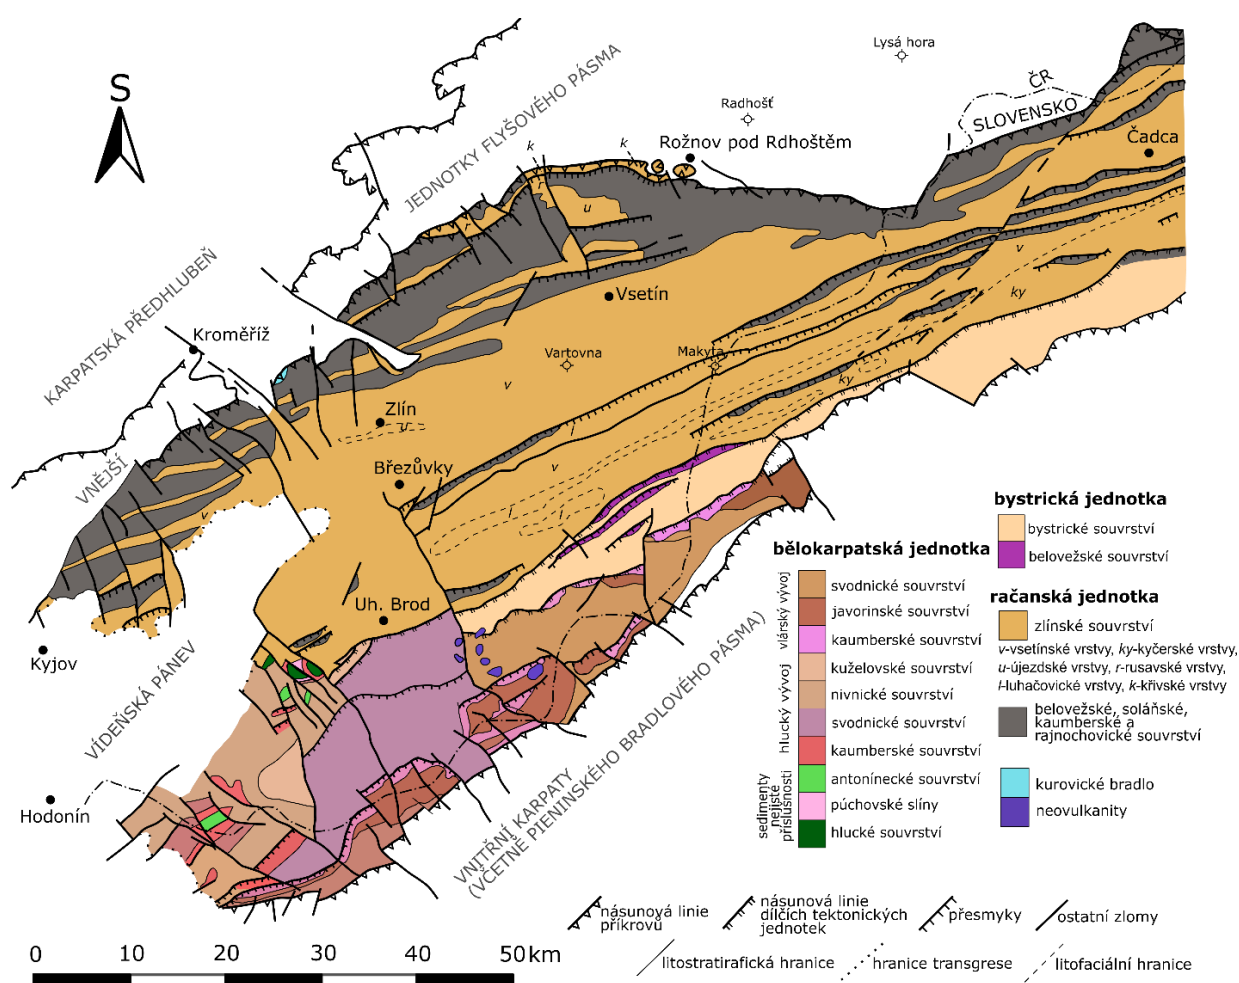 S
Lysá hora
Radhošť
Rožnov pod Rdhoštěm
ČR
SLOVENSKO
Čadca
JEDNOTKY FLYŠOVÉHO PÁSMA
KARPATSKÁ PŘEDHLUBEŇ
VNĚJŠÍ
k
k
r
r
u
v
ky
Vsetín
Kroměříž
Vartovna
Makyta
v
ky
Zlín
u
Březůvky
l
v
l
l
v
Uh. Brod
Kyjov
VÍDEŇSKÁ PÁNEV
Hodonín
VNITŘNÍ KARPATY
(VČETNĚ PIENINSKÉHO BRADLOVÉHO PÁSMA)
bělokarpatská jednotka
vlárský vývoj
svodnické souvrství
javorinské souvrství
kaumberské souvrství
hlucký vývoj
kuželovské souvrství
nivnické souvrství
svodnické souvrství
kaumberské souvrství
sedimenty
nejisté
příslušnosti
antonínecké souvrství
púchovské slíny
hlucké souvrství
bystrická jednotka
bystrické souvrství
belovežské souvrství
račanská jednotka
zlínské souvrství
v-vsetínské vrstvy, ky-kyčerské vrstvy,
u-újezdské vrstvy, r-rusavské vrstvy,
l-luhačovické vrstvy, k-křivské vrstvy
belovežské, soláňské,
kaumberské a
rajnochovické souvrství
kurovické bradlo
neovulkanity
násunová linie
příkrovů
násunová linie
dílčích tektonických
jednotek
přesmyky
ostatní zlomy
litostratirafická hranice
hranice transgrese
litofaciální hranice
0 10 20 30 40 50 km